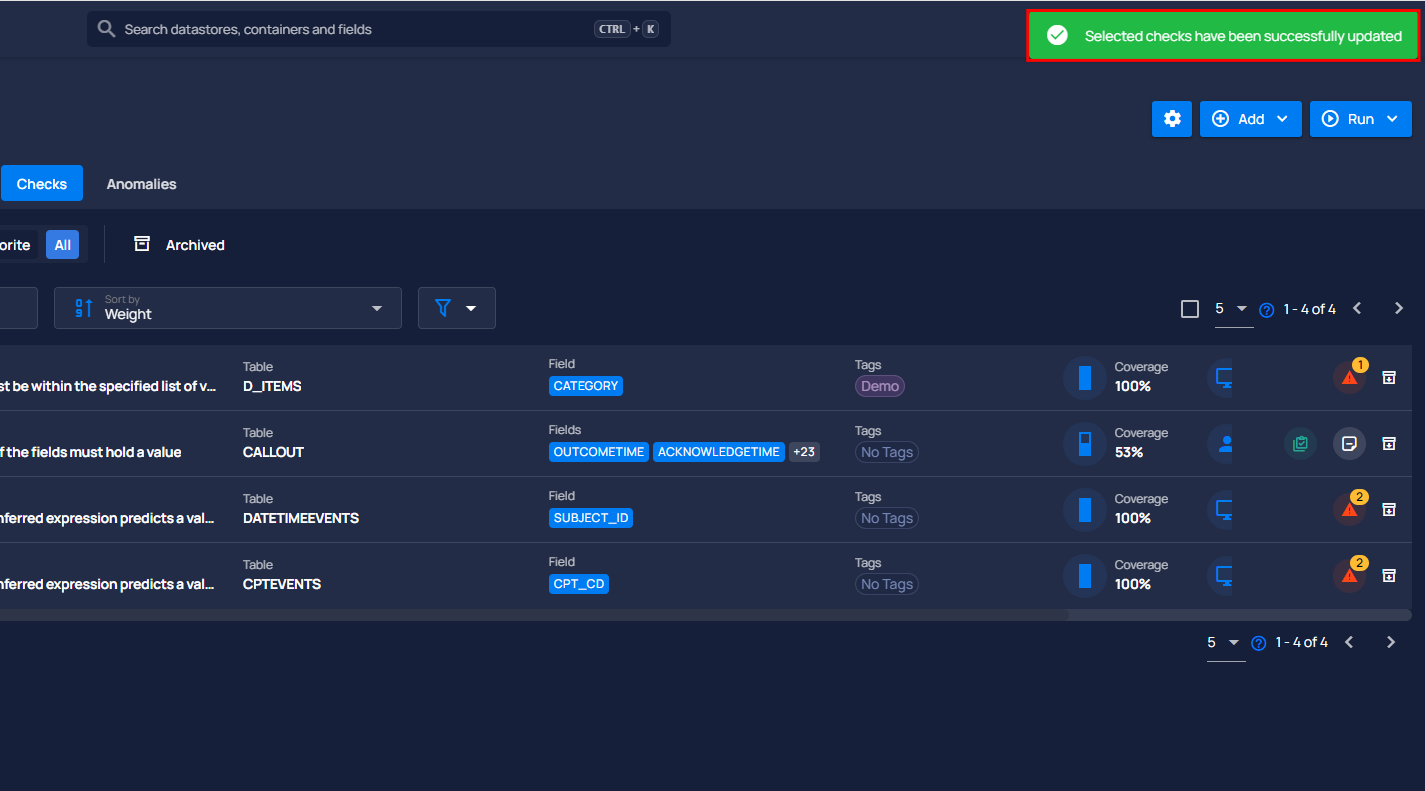 Search datastores, containers and fields CTRL + K
Selected checks have been successfully updated
Add Run
Checks Anomalies
orite All Archived
Sort by
Weight
5 1 - 4 of 4
Table Field Tags Coverage 1
st be within the specified list of v... D_ITEMS CATEGORY Demo 100%
Table Fields Tags Coverage
f the fields must hold a value CALLOUT OUTCOMETIME ACKNOWLEDGETIME +23 No Tags 53%
Table Field Tags Coverage 2
nferred expression predicts a val... DATETIMEEVENTS SUBJECT_ID No Tags 100%
Table Field Tags Coverage 2
nferred expression predicts a val... CPTEVENTS CPT_CD No Tags 100%
5 1 - 4 of 4